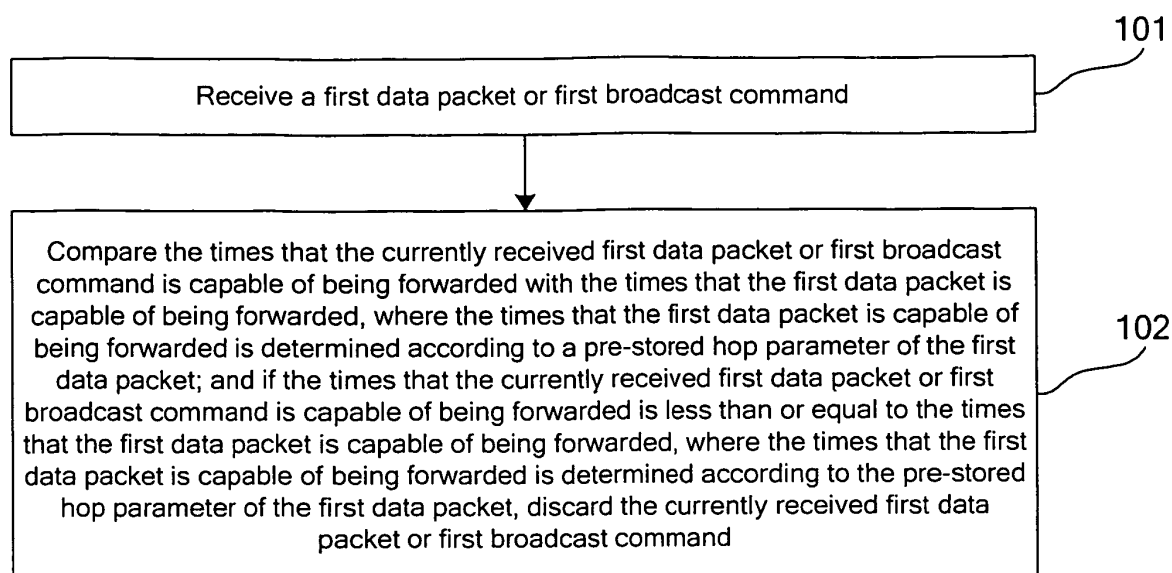 101
Receive a first data packet or first broadcast command
Compare the times that the currently received first data packet or first broadcast
command is capable of being forwarded with the times that the first data packet is
capable of being forwarded, where the times that the first data packet is capable of
being forwarded is determined according to a pre-stored hop parameter of the first
data packet; and if the times that the currently received first data packet or first
broadcast command is capable of being forwarded is less than or equal to the times
that the first data packet is capable of being forwarded, where the times that the first
data packet is capable of being forwarded is determined according to the pre-stored
hop parameter of the first data packet, discard the currently received first data
packet or first broadcast command
102